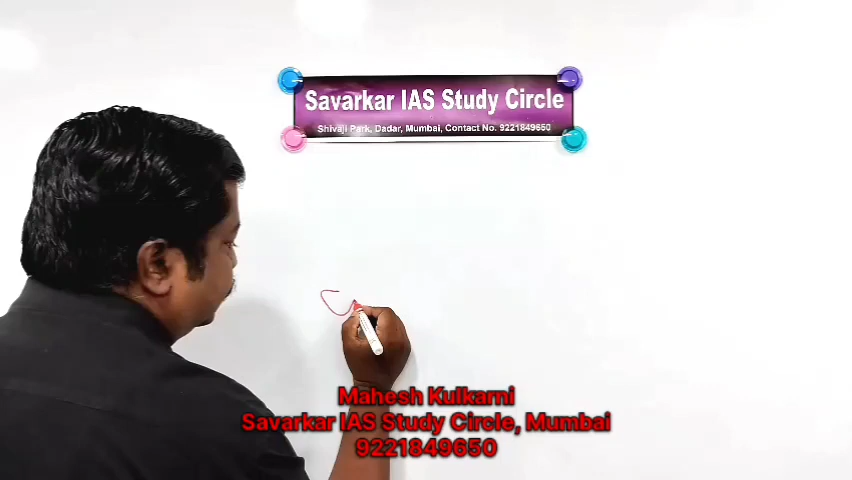 Savarkar IAS Study Circle
Shivaji Park, Dadar, Mumbai, Contact No. 9221849650
Mahesh Kulkarni
Savarkar IAS Study Circle, Mumbai
9221849650